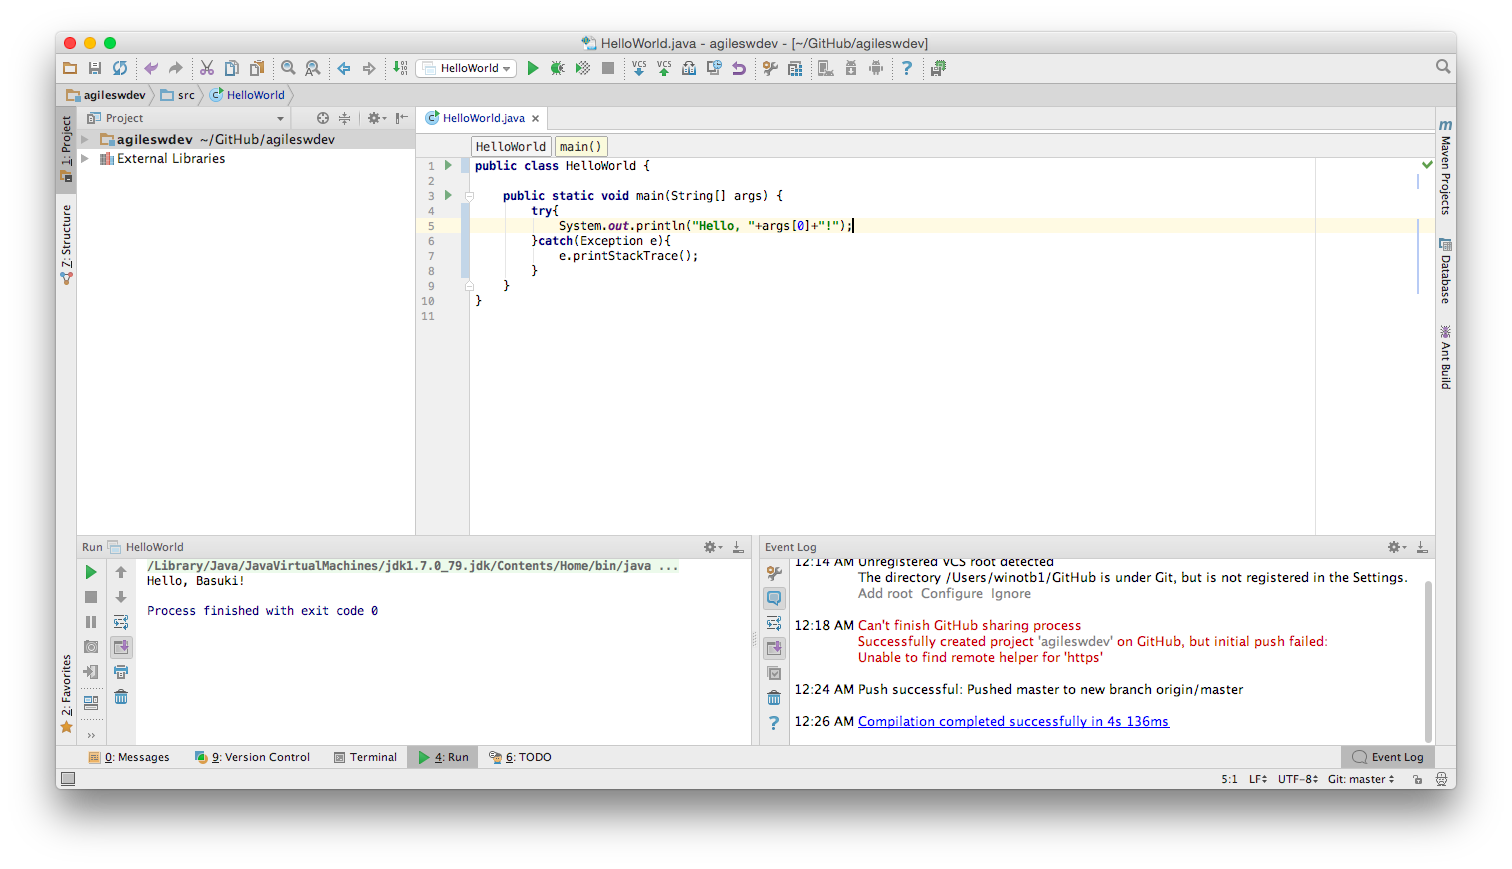 HelloWorld.java - agileswdev - [~/GitHub/agileswdev]
HelloWorld
VCS
VCS
agileswdev
src
HelloWorld
1: Project
Project
HelloWorld.java
agileswdev ~/GitHub/agileswdev
External Libraries
HelloWorld
main()
1 public class HelloWorld {
2
3 public static void main(String[] args) {
4 try{
5 System.out.println("Hello, "+args[0]+"!");
6 }catch(Exception e){
7 e.printStackTrace();
8 }
9 }
10 }
11
Z: Structure
2: Favorites
Maven Projects
Database
Ant Build
Run HelloWorld
/Library/Java/JavaVirtualMachines/jdk1.7.0_79.jdk/Contents/Home/bin/java ...
Hello, Basuki!
Process finished with exit code 0
Event Log
12:14 AM Unregistered VCS root detected
The directory /Users/winotb1/GitHub is under Git, but is not registered in the Settings.
Add root Configure Ignore
12:18 AM Can't finish GitHub sharing process
Successfully created project 'agileswdev' on GitHub, but initial push failed:
Unable to find remote helper for 'https'
12:24 AM Push successful: Pushed master to new branch origin/master
12:26 AM Compilation completed successfully in 4s 136ms
0: Messages
9: Version Control
Terminal
4: Run
6: TODO
Event Log
5:1 LF UTF-8 Git: master